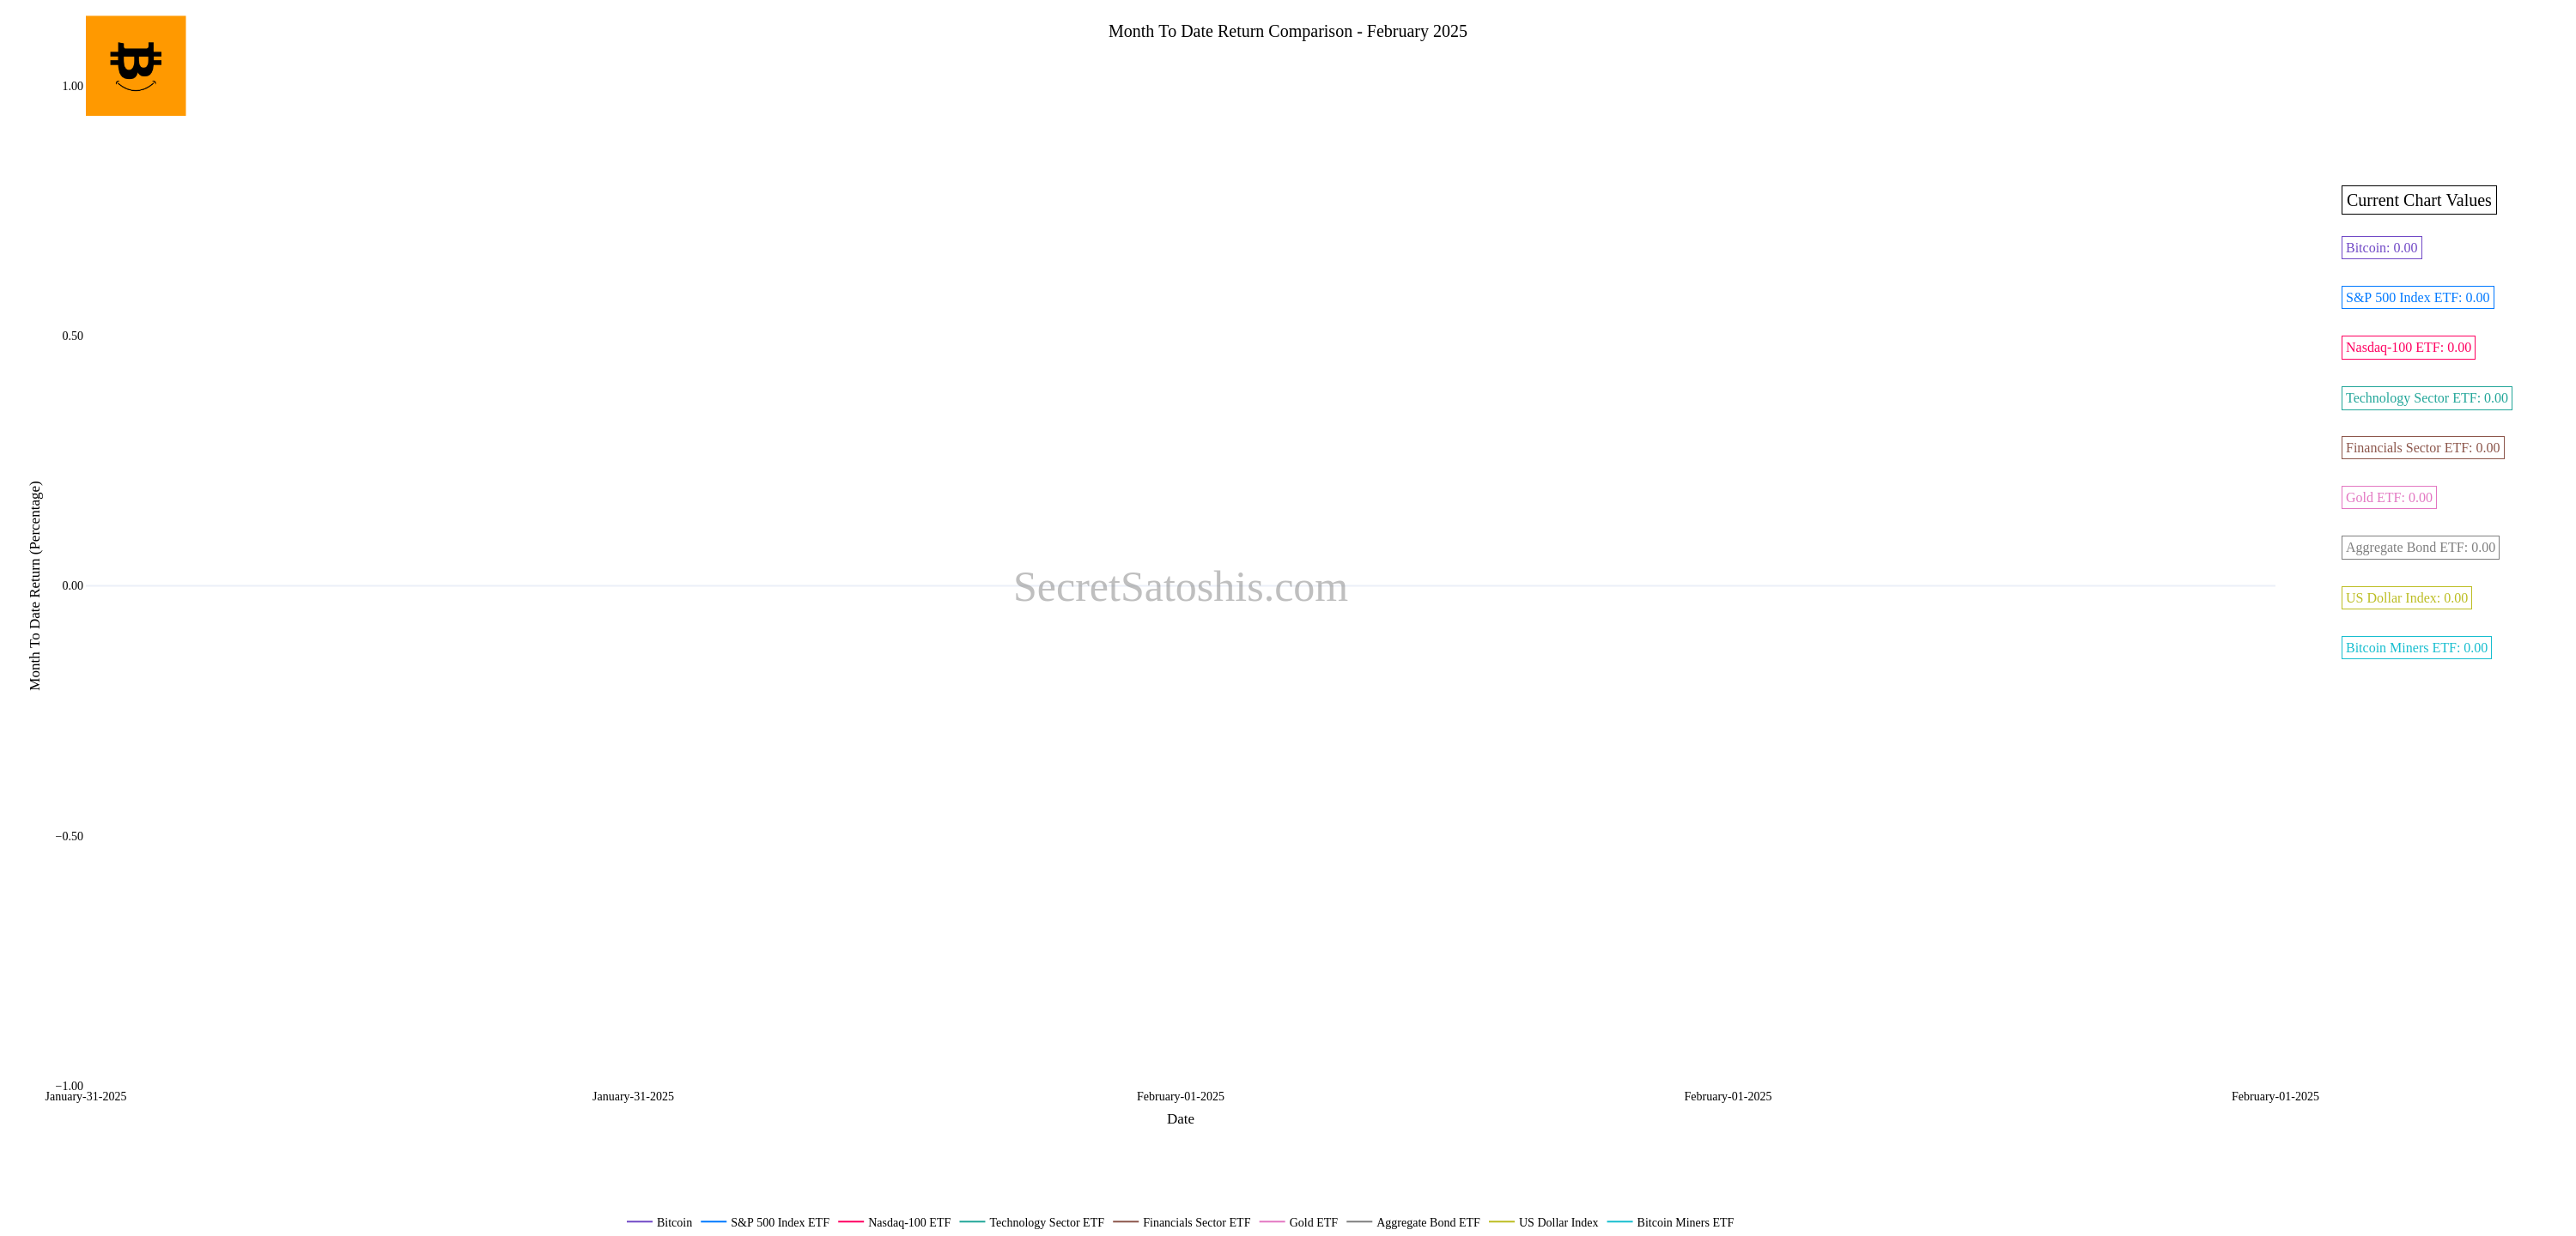 Month To Date Return Comparison - February 2025
1.00
0.50
0.00
−0.50
−1.00
Month To Date Return (Percentage)
SecretSatoshis.com
Current Chart Values
Bitcoin: 0.00
S&P 500 Index ETF: 0.00
Nasdaq-100 ETF: 0.00
Technology Sector ETF: 0.00
Financials Sector ETF: 0.00
Gold ETF: 0.00
Aggregate Bond ETF: 0.00
US Dollar Index: 0.00
Bitcoin Miners ETF: 0.00
January-31-2025 January-31-2025 February-01-2025 February-01-2025 February-01-2025
Date
Bitcoin S&P 500 Index ETF Nasdaq-100 ETF Technology Sector ETF Financials Sector ETF Gold ETF Aggregate Bond ETF US Dollar Index Bitcoin Miners ETF